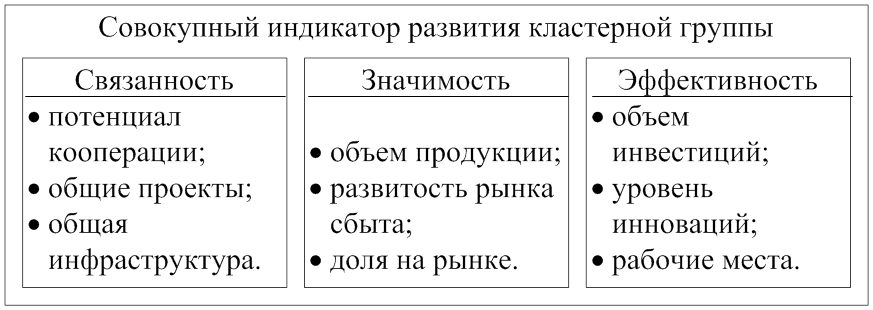 Совокупный индикатор развития кластерной группы
Связанность
• потенциал
кооперации;
• общие проекты;
• общая
инфраструктура.
Значимость
• объем продукции;
• развитость рынка
сбыта;
• доля на рынке.
Эффективность
• объем
инвестиций;
• уровень
инноваций;
• рабочие места.